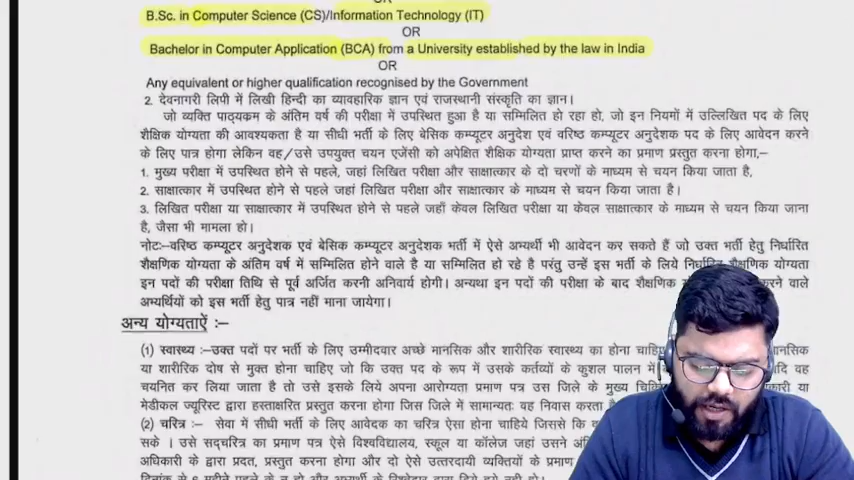 OR
B.Sc. in Computer Science (CS)/Information Technology (IT)
OR
Bachelor in Computer Application (BCA) from a University established by the law in India
OR
Any equivalent or higher qualification recognised by the Government
2. देवनागरी लिपी में लिखी हिन्दी का व्यावहारिक ज्ञान एवं राजस्थानी संस्कृति का ज्ञान।
जो व्यक्ति पाठ्यकम के अंतिम वर्ष की परीक्षा में उपस्थित हुआ है या सम्मिलित हो रहा हो, जो इन नियमों में उल्लिखित पद के लिए
शैक्षिक योग्यता की आवश्यकता है या सीधी भर्ती के लिए बेसिक कम्प्यूटर अनुदेश एवं वरिष्ठ कम्प्यूटर अनुदेशक पद के लिए आवेदन करने
के लिए पात्र होगा लेकिन वह/उसे उपयुक्त चयन एजेंसी को अपेक्षित शैक्षिक योग्यता प्राप्त करने का प्रमाण प्रस्तुत करना होगा,–
1. मुख्य परीक्षा में उपस्थित होने से पहले, जहां लिखित परीक्षा और साक्षात्कार के दो चरणों के माध्यम से चयन किया जाता है,
2. साक्षात्कार में उपस्थित होने से पहले जहां लिखित परीक्षा और साक्षात्कार के माध्यम से चयन किया जाता है।
3. लिखित परीक्षा या साक्षात्कार में उपस्थित होने से पहले जहाँ केवल लिखित परीक्षा या केवल साक्षात्कार के माध्यम से चयन किया जाना
है, जैसा भी मामला हो।
नोटः–वरिष्ठ कम्प्यूटर अनुदेशक एवं बेसिक कम्प्यूटर अनुदेशक भर्ती में ऐसे अभ्यर्थी भी आवेदन कर सकते हैं जो उक्त भर्ती हेतु निर्धारित
शैक्षणिक योग्यता के अंतिम वर्ष में सम्मिलित होने वाले है या सम्मिलित हो रहे है परंतु उन्हें इस भर्ती के लिये निर्धारित शैक्षणिक योग्यता
इन पदों की परीक्षा तिथि से पूर्व अर्जित करनी अनिवार्य होगी। अन्यथा इन पदों की परीक्षा के बाद शैक्षणिक करने वाले
अभ्यर्थियों को इस भर्ती हेतु पात्र नहीं माना जायेगा।
अन्य योग्यताऐं :–
(1) स्वास्थ्य :–उक्त पदों पर भर्ती के लिए उम्मीदवार अच्छे मानसिक और शारीरिक स्वास्थ्य का होना चाहि मानसिक
या शारीरिक दोष से मुक्त होना चाहिए जो कि उक्त पद के रूप में उसके कर्तव्यों के कुशल पालन में
चयनित कर लिया जाता है तो उसे इसके लिये अपना आरोग्यता प्रमाण पत्र उस जिले के मुख्य या
मेडीकल ज्यूरिस्ट द्वारा हस्ताक्षरित प्रस्तुत करना होगा जिस जिले में सामान्यतः वह निवास करता
(2) चरित्र :– सेवा में सीधी भर्ती के लिए आवेदक का चरित्र ऐसा होना चाहिये जिससे कि
सके । उसे सद्चरित्र का प्रमाण पत्र ऐसे विश्वविद्यालय, स्कूल या कॉलेज जहां उसने
अधिकारी के द्वारा प्रदत, प्रस्तुत करना होगा और दो ऐसे उत्तरदायी व्यक्तियों के प्रमाण